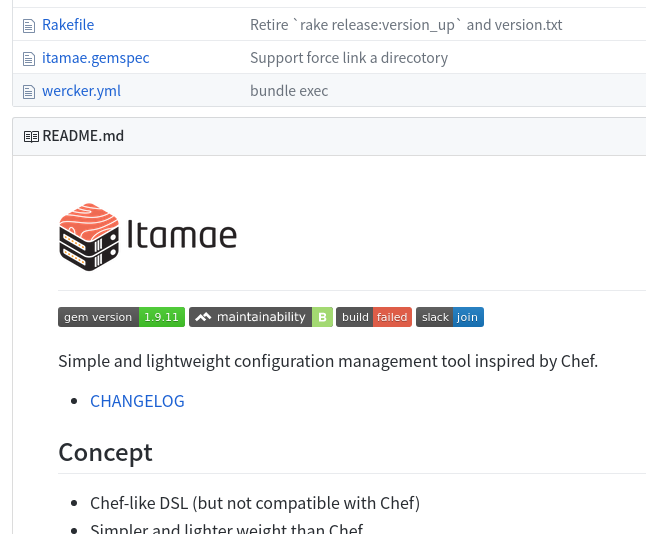 Rakefile Retire `rake release:version_up` and version.txt
itamae.gemspec Support force link a direcotory
wercker.yml bundle exec
README.md
Itamae
gem version 1.9.11 maintainability B build failed slack join
Simple and lightweight configuration management tool inspired by Chef.
CHANGELOG
Concept
Chef-like DSL (but not compatible with Chef)
Simpler and lighter weight than Chef